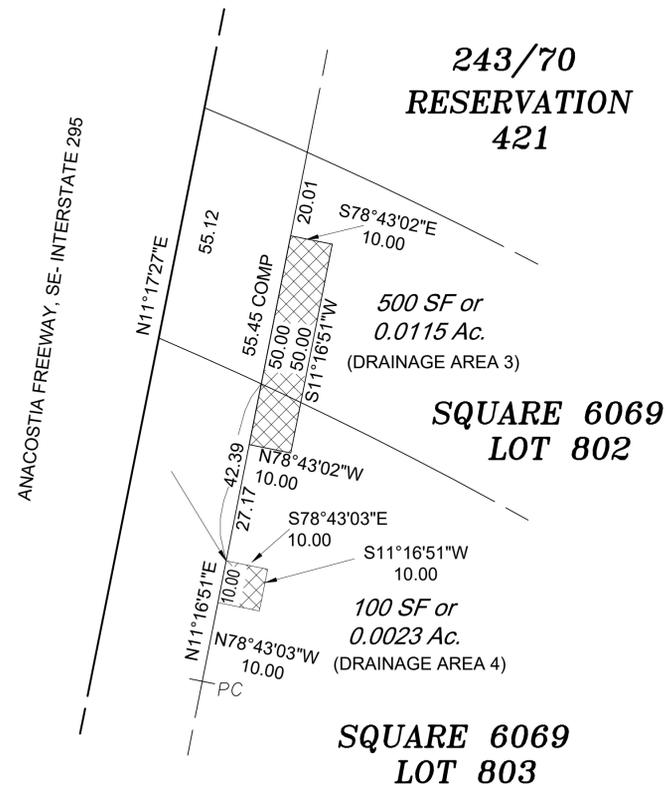 243/70
RESERVATION
421
ANACOSTIA FREEWAY, SE- INTERSTATE 295
N11°17'27"E
55.12
20.01
S78°43'02"E
10.00
55.45 COMP
50.00
50.00
S11°16'51"W
500 SF or
0.0115 Ac.
(DRAINAGE AREA 3)
SQUARE 6069
LOT 802
N78°43'02"W
10.00
42.39
27.17
S78°43'03"E
10.00
S11°16'51"W
10.00
N11°16'51"E
10.00
100 SF or
0.0023 Ac.
(DRAINAGE AREA 4)
N78°43'03"W
10.00
PC
SQUARE 6069
LOT 803